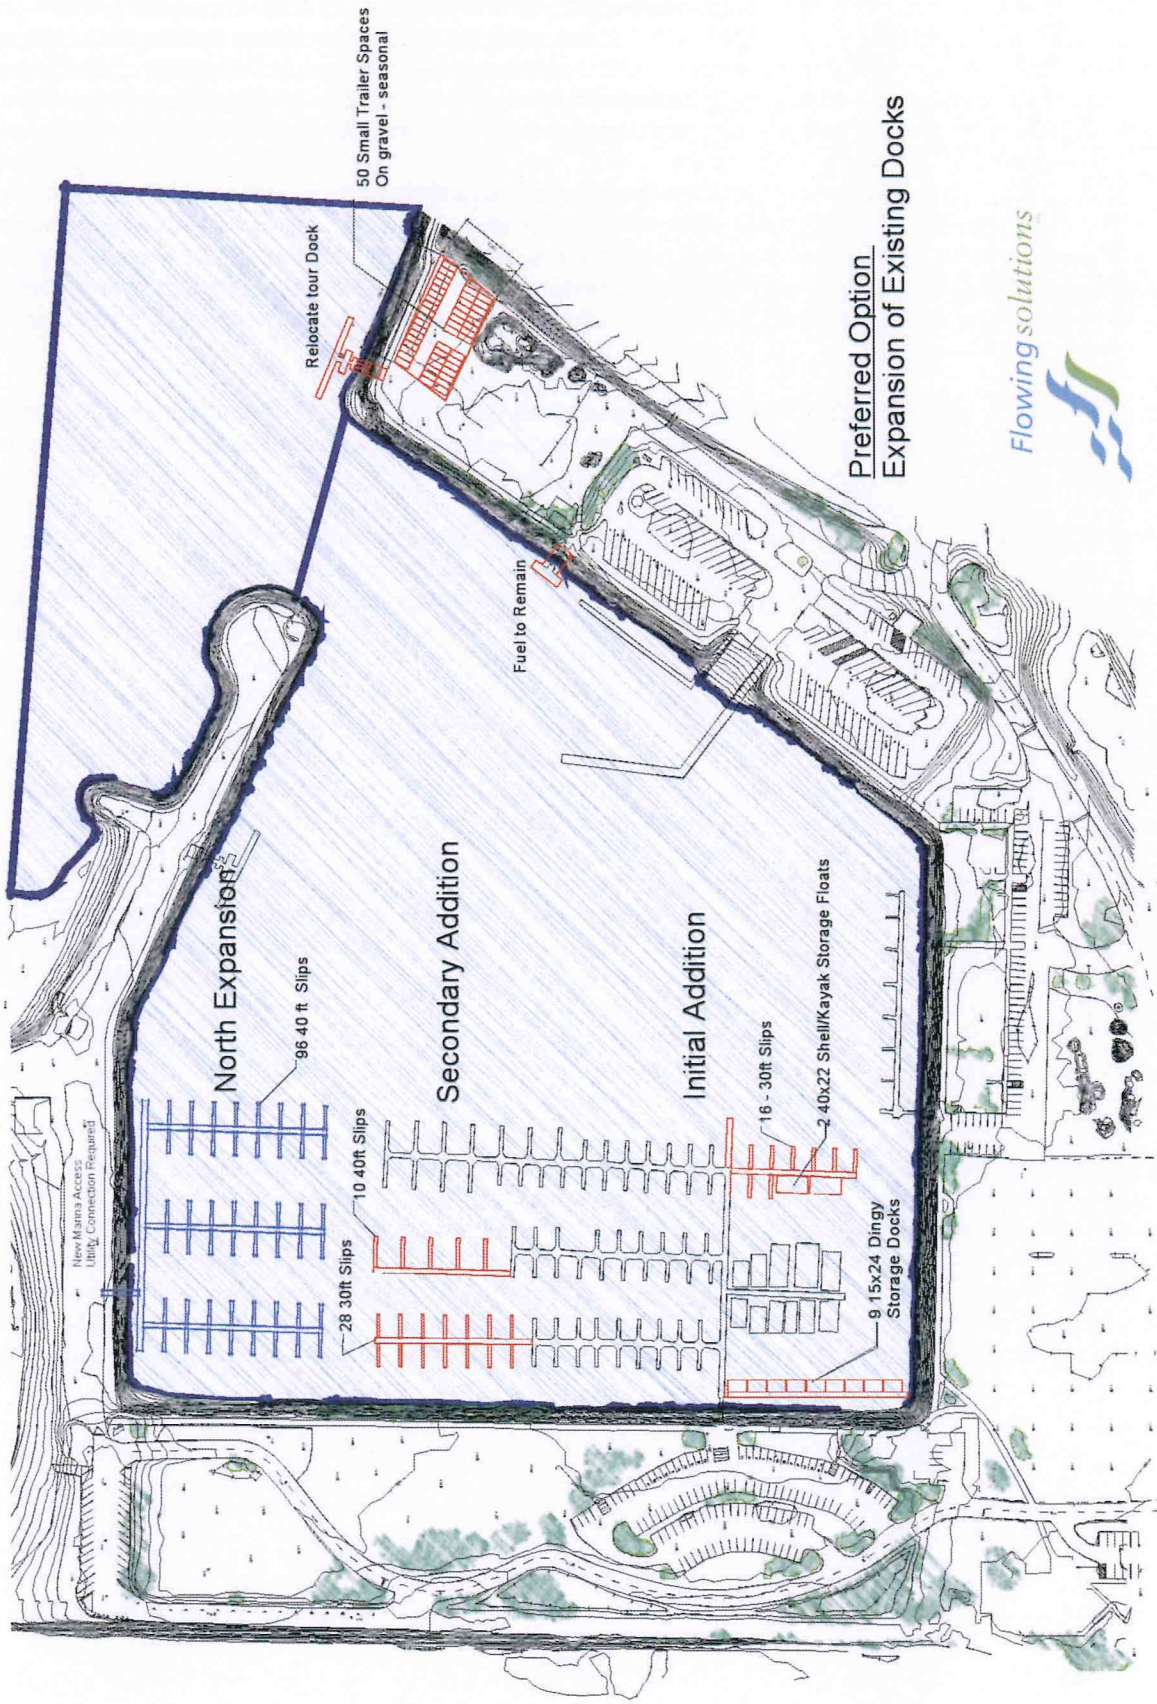 50 Small Trailer Spaces
On gravel - seasonal
Relocate tour Dock
Fuel to Remain
North Expansion
96 40 ft Slips
New Marina Access
Utility Connection Required
Secondary Addition
10 40ft Slips
28 30ft Slips
Initial Addition
16 - 30ft Slips
2 40x22 Shell/Kayak Storage Floats
9 15x24 Dingy
Storage Docks
Preferred Option
Expansion of Existing Docks
Flowing solutions